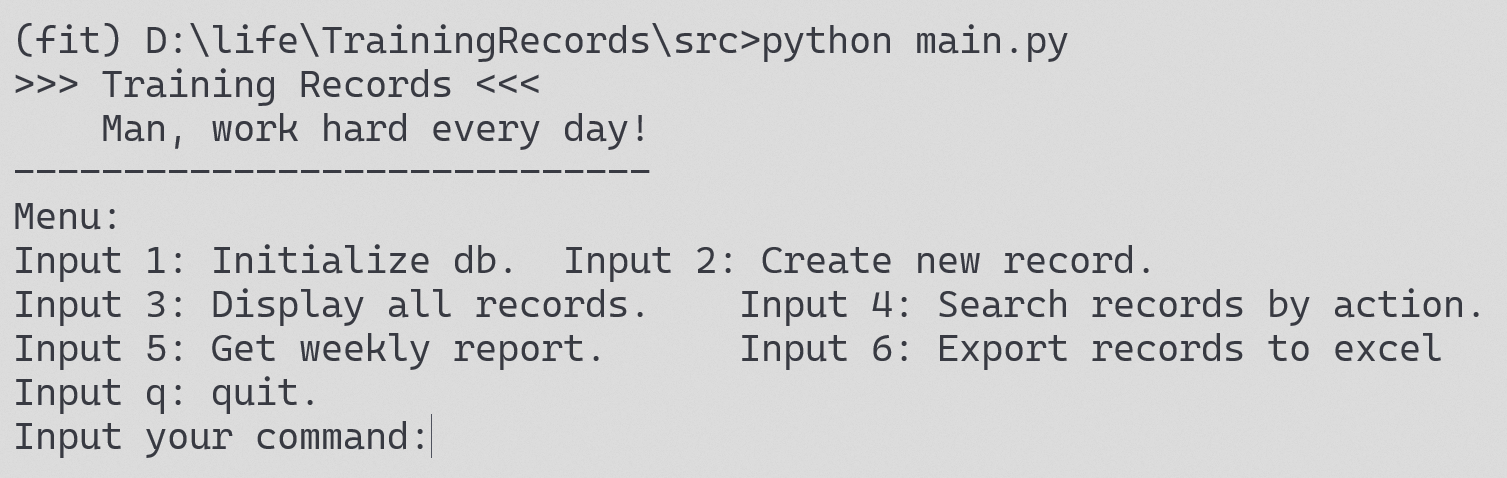 (fit) D:\life\TrainingRecords\src>python main.py
>>> Training Records <<<
    Man, work hard every day!
-----------------------------
Menu:
Input 1: Initialize db.  Input 2: Create new record.
Input 3: Display all records.    Input 4: Search records by action.
Input 5: Get weekly report.      Input 6: Export records to excel
Input q: quit.
Input your command: